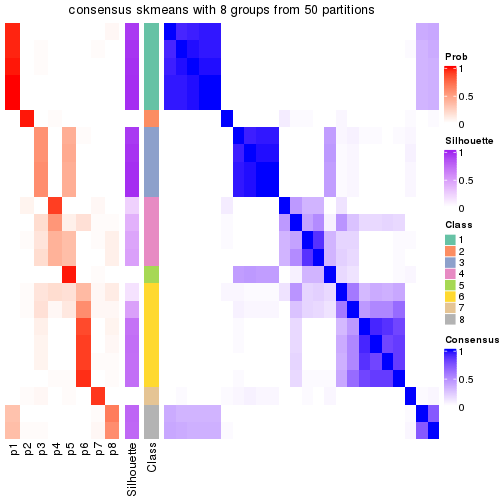 consensus skmeans with 8 groups from 50 partitions
Prob
1
0.5
0
Silhouette
1
0.5
0
Class
1
2
3
4
5
6
7
8
Consensus
1
0.5
0
p1
p2
p3
p4
p5
p6
p7
p8
Silhouette
Class